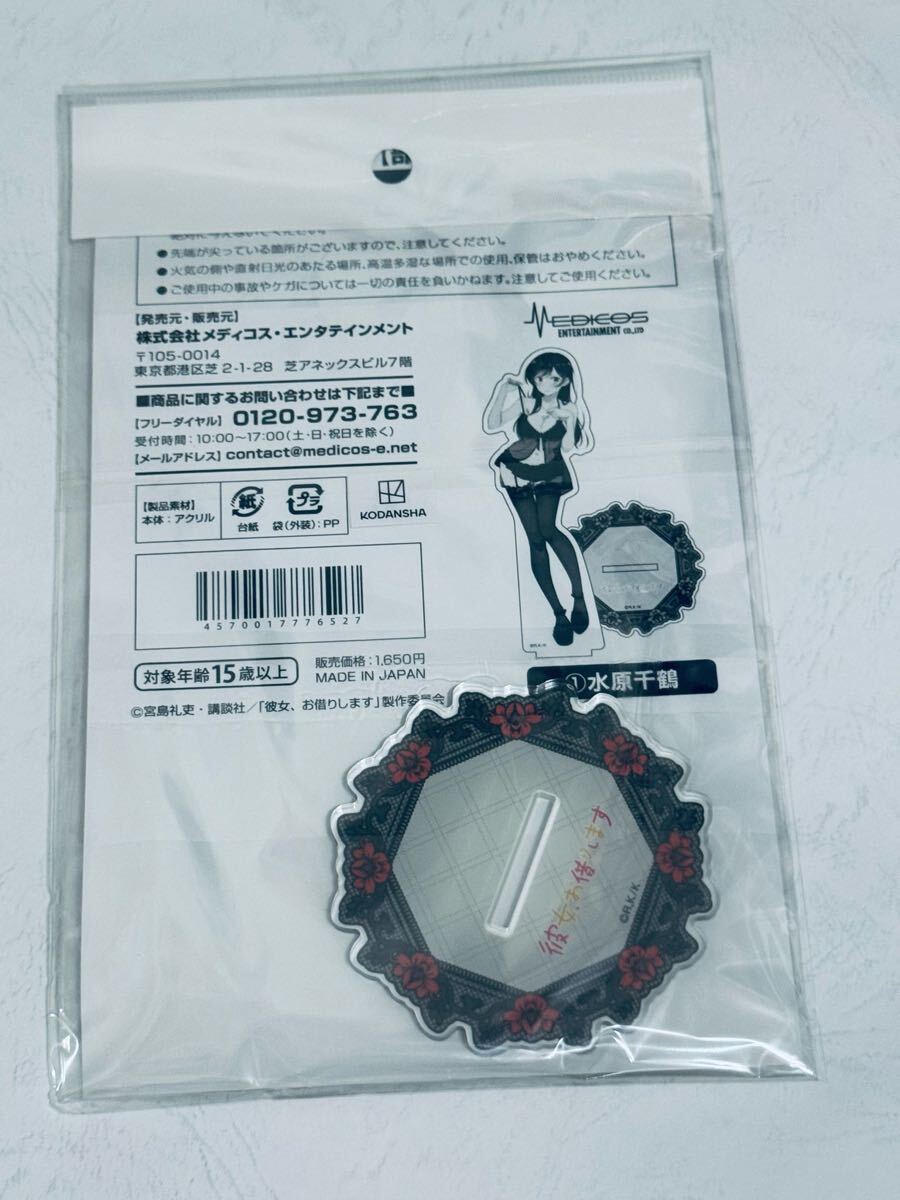 ●先端が尖っている箇所がございますので、注意してください。
●火気の側や直射日光のあたる場所、高温多湿な場所での使用、保管はおやめください。
●ご使用中の事故やケガについては一切の責任を負いかねます。注意してご使用ください。
【発売元・販売元】
株式会社メディコス・エンタテインメント
〒105-0014
東京都港区芝2-1-28 芝アネックスビル7階
■商品に関するお問い合わせは下記まで■
【フリーダイヤル】 0120-973-763
受付時間:10:00〜17:00(土・日・祝日を除く)
【メールアドレス】 contact@medicos-e.net
MEDICOS
ENTERTAINMENT CO.,LTD
【製品素材】
本体:アクリル
紙
台紙
プラ
袋(外装):PP
KODANSHA
4570017776527
対象年齢15歳以上
販売価格:1,650円
MADE IN JAPAN
©宮島礼吏・講談社/「彼女、お借りします」製作委員会
©R,K/K
©R,K/K
①水原千鶴
彼女、お借りします
©R,K/K